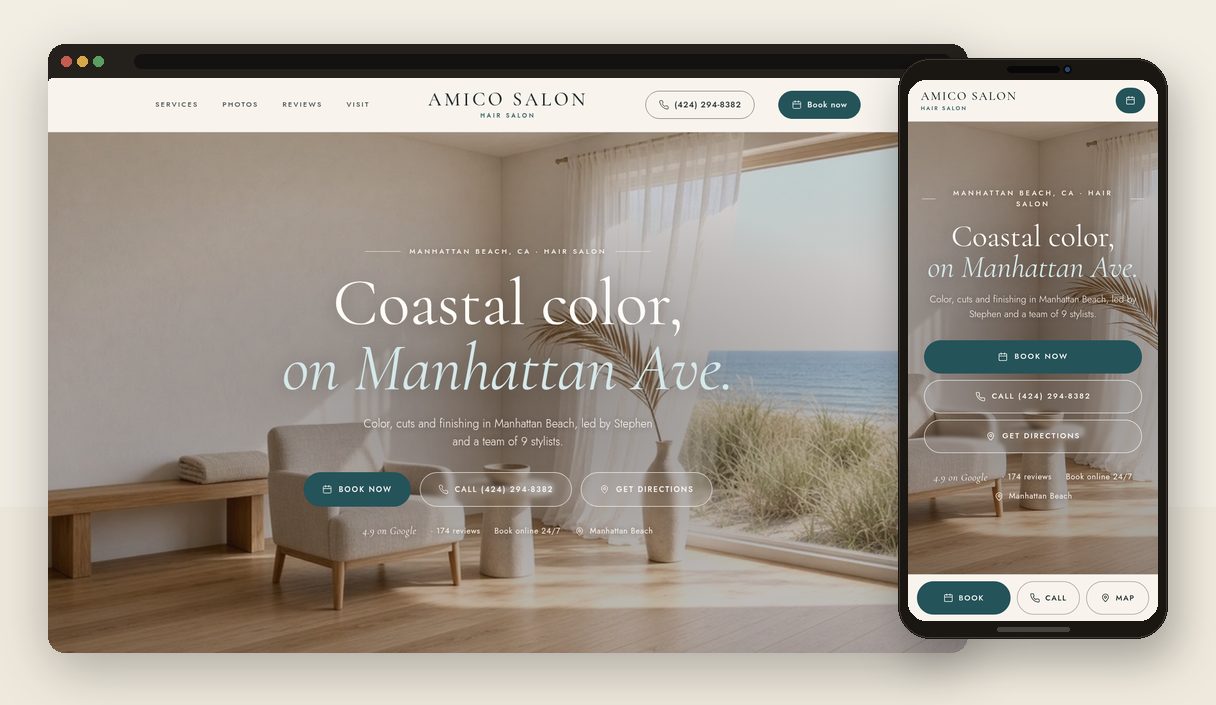 SERVICES PHOTOS REVIEWS VISIT
AMICO SALON
HAIR SALON
(424) 294-8382
Book now
MANHATTAN BEACH, CA · HAIR SALON
Coastal color,
on Manhattan Ave.
Color, cuts and finishing in Manhattan Beach, led by Stephen
and a team of 9 stylists.
BOOK NOW
CALL (424) 294-8382
GET DIRECTIONS
4.9 on Google · 174 reviews Book online 24/7 Manhattan Beach
AMICO SALON
HAIR SALON
MANHATTAN BEACH, CA · HAIR
SALON
Coastal color,
on Manhattan Ave.
Color, cuts and finishing in Manhattan Beach, led by
Stephen and a team of 9 stylists.
BOOK NOW
CALL (424) 294-8382
GET DIRECTIONS
4.9 on Google · 174 reviews Book online 24/7
Manhattan Beach
BOOK CALL MAP